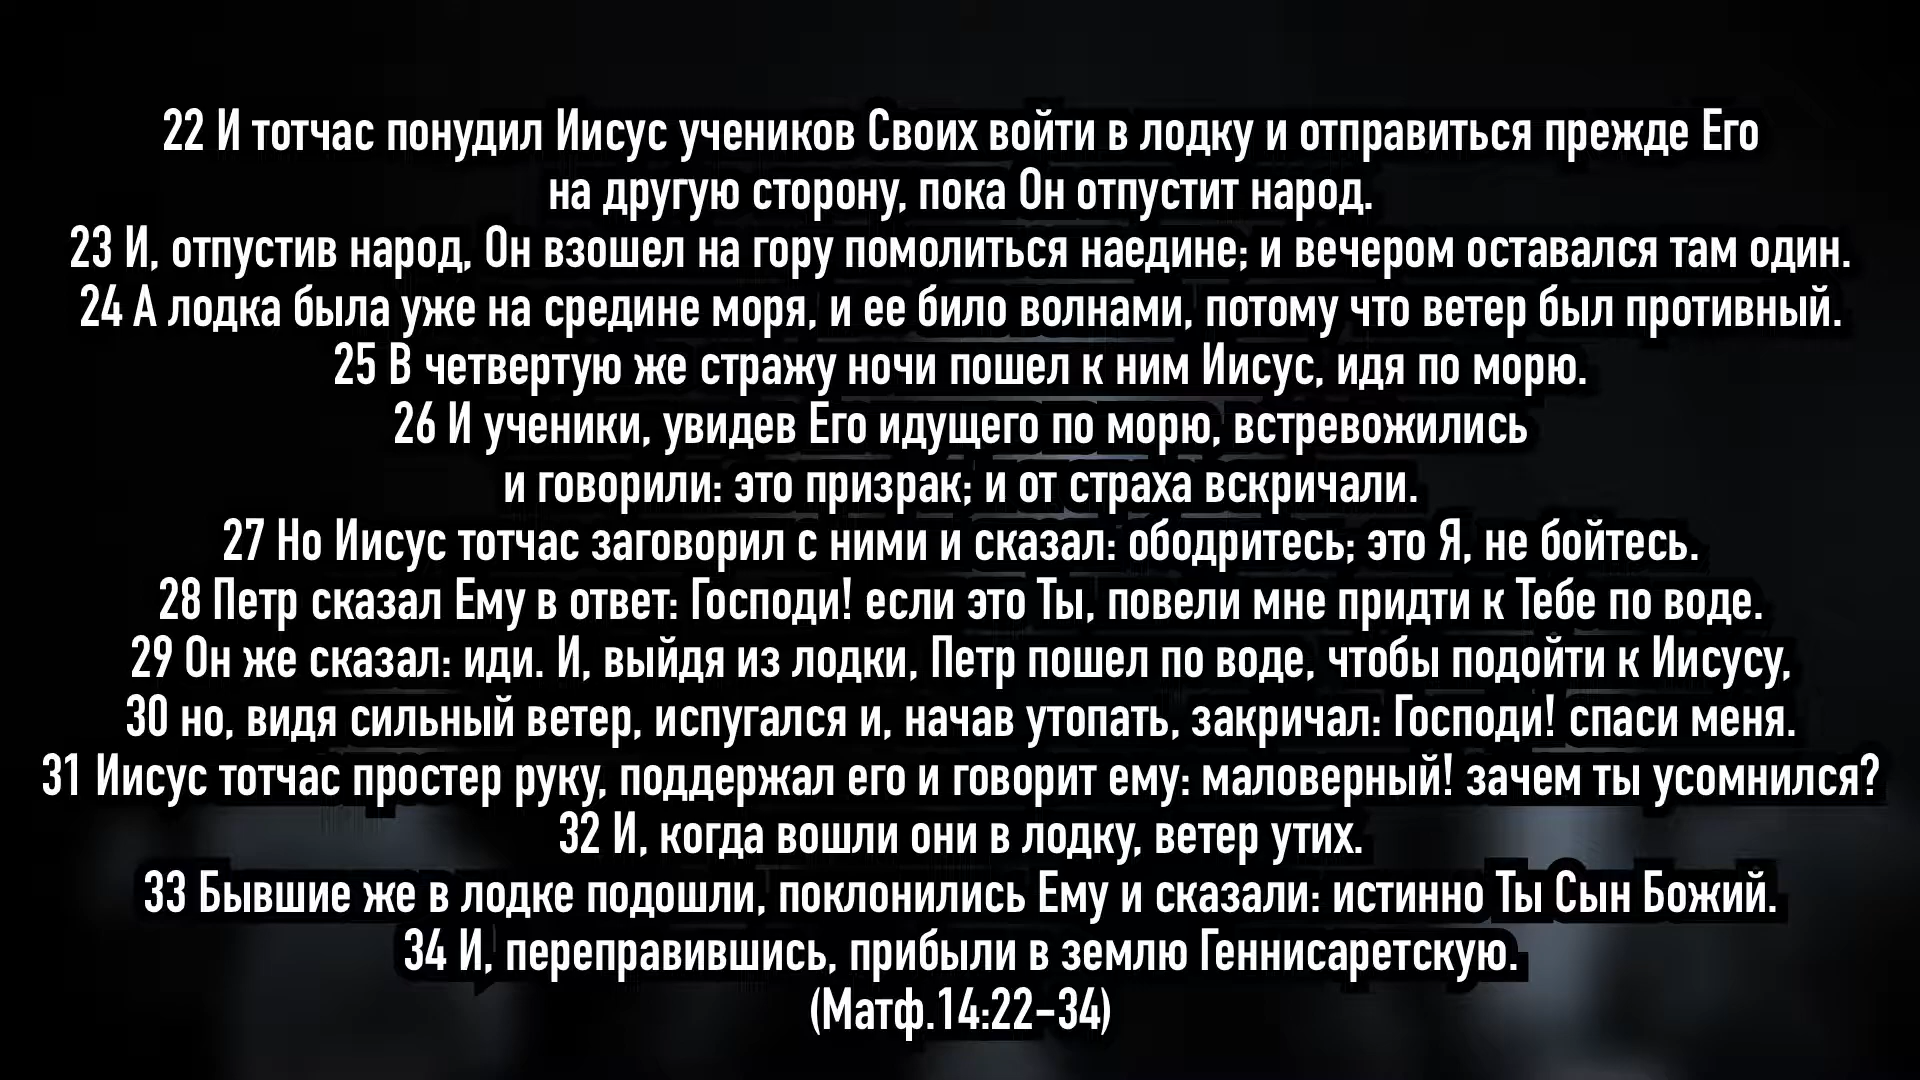 22 И тотчас понудил Иисус учеников Своих войти в лодку и отправиться прежде Его
на другую сторону, пока Он отпустит народ.
23 И, отпустив народ, Он взошел на гору помолиться наедине; и вечером оставался там один.
24 А лодка была уже на средине моря, и ее било волнами, потому что ветер был противный.
25 В четвертую же стражу ночи пошел к ним Иисус, идя по морю.
26 И ученики, увидев Его идущего по морю, встревожились
и говорили: это призрак; и от страха вскричали.
27 Но Иисус тотчас заговорил с ними и сказал: ободритесь; это Я, не бойтесь.
28 Петр сказал Ему в ответ: Господи! если это Ты, повели мне придти к Тебе по воде.
29 Он же сказал: иди. И, выйдя из лодки, Петр пошел по воде, чтобы подойти к Иисусу,
30 но, видя сильный ветер, испугался и, начав утопать, закричал: Господи! спаси меня.
31 Иисус тотчас простер руку, поддержал его и говорит ему: маловерный! зачем ты усомнился?
32 И, когда вошли они в лодку, ветер утих.
33 Бывшие же в лодке подошли, поклонились Ему и сказали: истинно Ты Сын Божий.
34 И, переправившись, прибыли в землю Геннисаретскую.
(Матф.14:22-34)